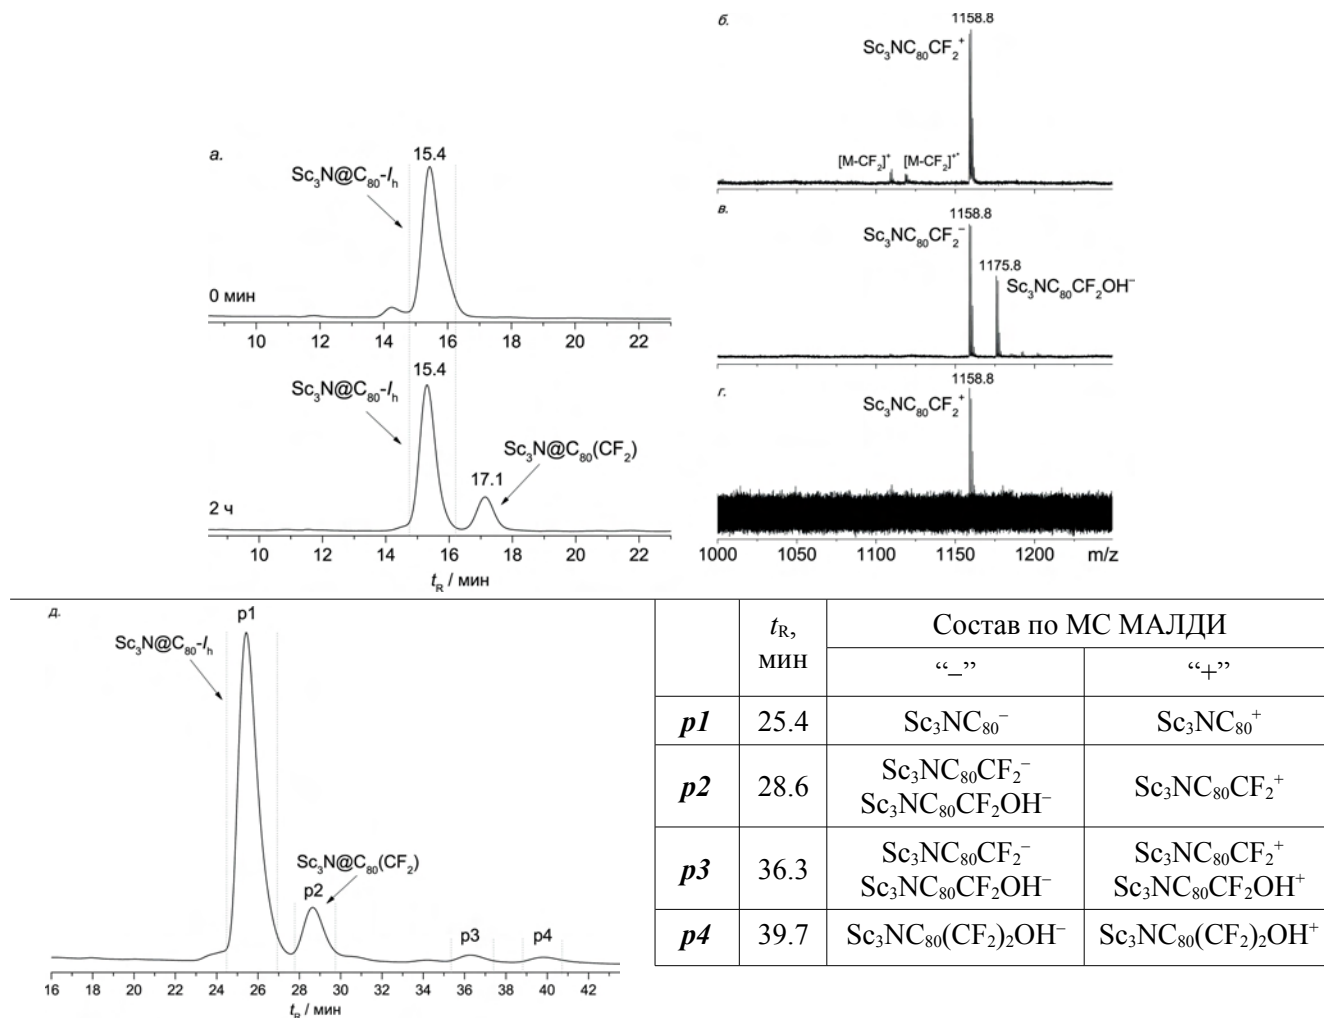 а.
15.4
Sc₃N@C₈₀-Iₕ
0 мин
10 12 14 16 18 20 22
15.4
Sc₃N@C₈₀-Iₕ
Sc₃N@C₈₀(CF₂)
17.1
2 ч
10 12 14 16 18 20 22
t_R / мин
б.
1158.8
Sc₃NC₈₀CF₂⁺
[M-CF₂]⁺ [M-CF₂]⁺*
в.
1158.8
Sc₃NC₈₀CF₂⁻
1175.8
Sc₃NC₈₀CF₂OH⁻
г.
1158.8
Sc₃NC₈₀CF₂⁺
1000 1050 1100 1150 1200 m/z
д.
p1
Sc₃N@C₈₀-Iₕ
Sc₃N@C₈₀(CF₂)
p2
p3 p4
16 18 20 22 24 26 28 30 32 34 36 38 40 42
t_R / мин
t_R, мин Состав по МС МАЛДИ
“–” “+”
p1 25.4 Sc₃NC₈₀⁻ Sc₃NC₈₀⁺
p2 28.6 Sc₃NC₈₀CF₂⁻ Sc₃NC₈₀CF₂⁺
Sc₃NC₈₀CF₂OH⁻
p3 36.3 Sc₃NC₈₀CF₂⁻ Sc₃NC₈₀CF₂⁺
Sc₃NC₈₀CF₂OH⁻ Sc₃NC₈₀CF₂OH⁺
p4 39.7 Sc₃NC₈₀(CF₂)₂OH⁻ Sc₃NC₈₀(CF₂)₂OH⁺